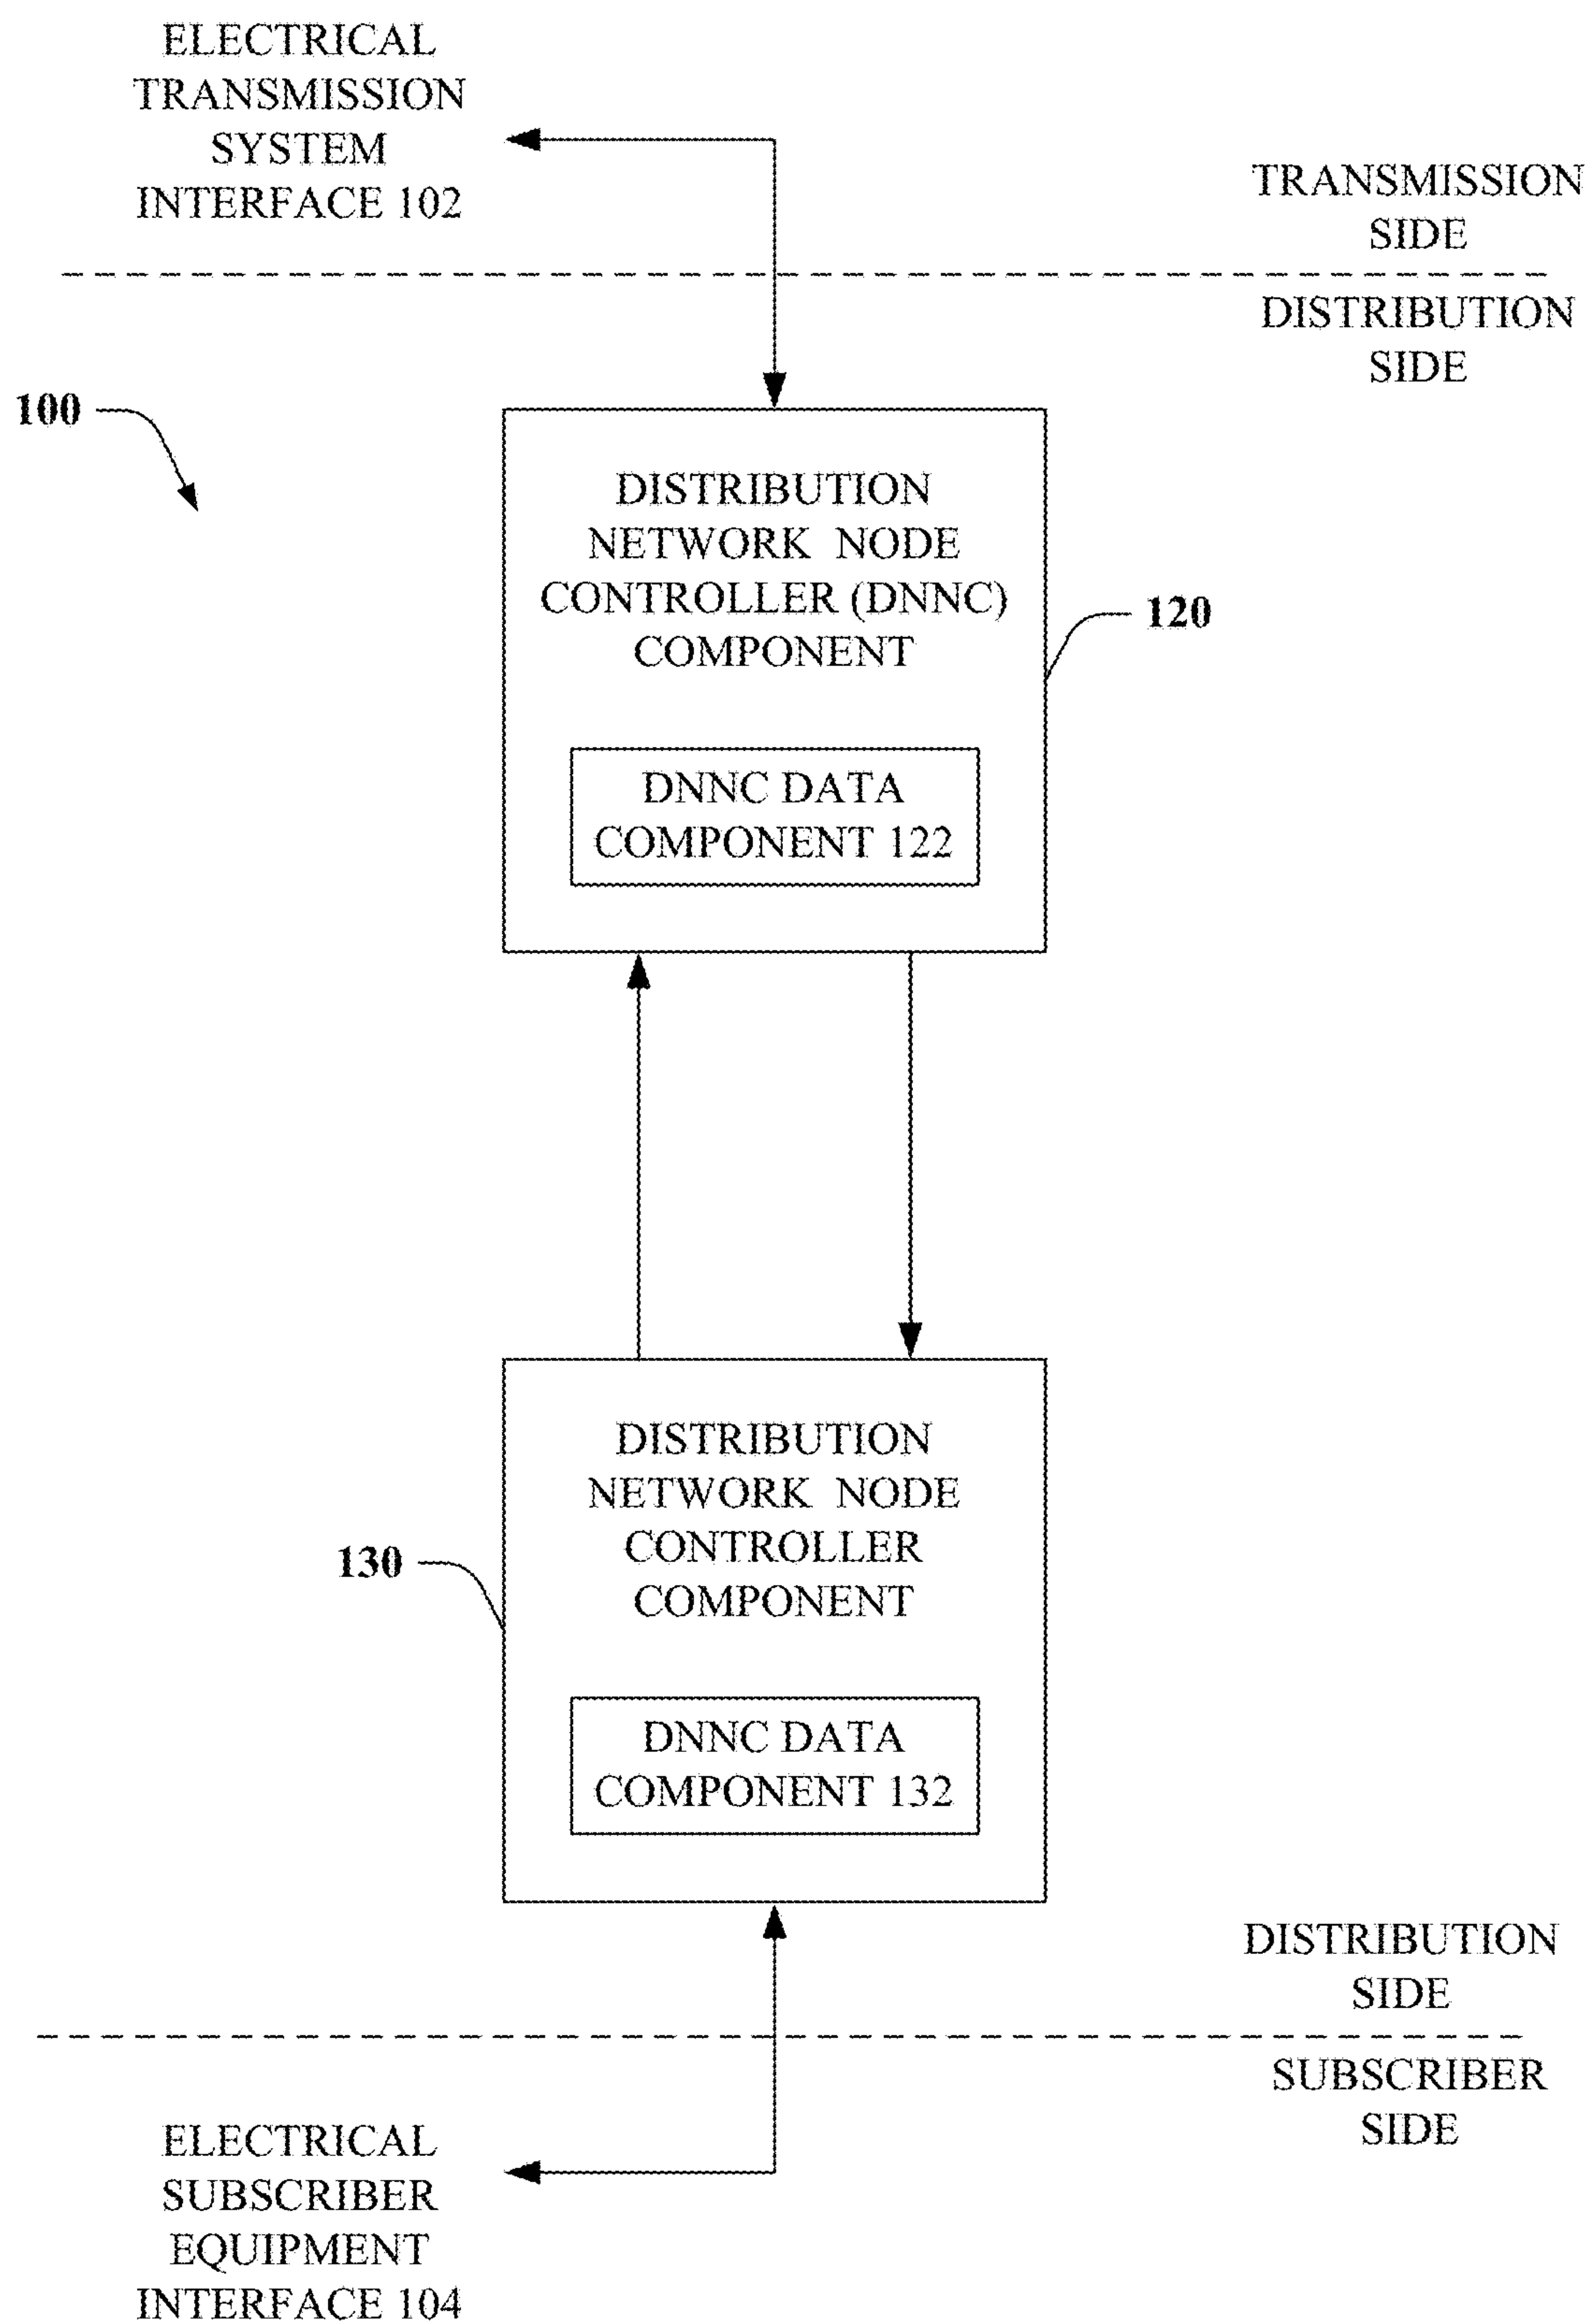 ELECTRICAL
TRANSMISSION
SYSTEM
INTERFACE 102
TRANSMISSION
SIDE
DISTRIBUTION
SIDE
100
DISTRIBUTION
NETWORK NODE
CONTROLLER (DNNC)
COMPONENT
120
DNNC DATA
COMPONENT 122
DISTRIBUTION
NETWORK NODE
CONTROLLER
COMPONENT
130
DNNC DATA
COMPONENT 132
DISTRIBUTION
SIDE
SUBSCRIBER
SIDE
ELECTRICAL
SUBSCRIBER
EQUIPMENT
INTERFACE 104